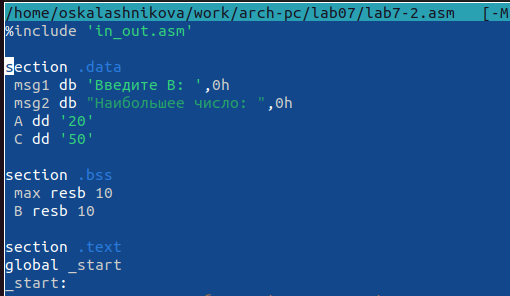 /home/oskalashnikova/work/arch-pc/lab07/lab7-2.asm [-M
%include 'in_out.asm'
section .data
msg1 db 'Введите B: ',0h
msg2 db "Наибольшее число: ",0h
A dd '20'
C dd '50'
section .bss
max resb 10
B resb 10
section .text
global _start
_start: